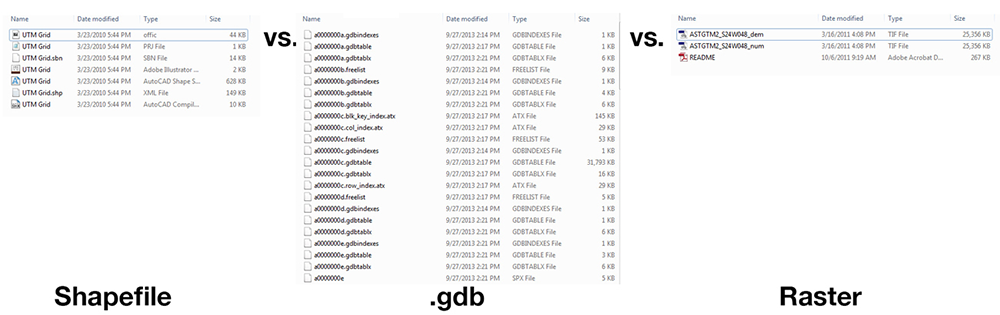 Name Date modified Type Size
UTM Grid 3/23/2010 5:44 PM offic 44 KB
UTM Grid 3/23/2010 5:44 PM PRJ File 1 KB
UTM Grid.sbn 3/23/2010 5:44 PM SBN File 14 KB
UTM Grid 3/23/2010 5:44 PM Adobe Illustrator ... 2 KB
UTM Grid 3/23/2010 5:44 PM AutoCAD Shape S... 628 KB
UTM Grid.shp 3/23/2010 5:44 PM XML File 149 KB
UTM Grid 3/23/2010 5:44 PM AutoCAD Compil... 10 KB
Shapefile
vs.
Name Date modified Type Size
a0000000a.gdbindexes 9/27/2013 2:14 PM GDBINDEXES File 1 KB
a0000000a.gdbtable 9/27/2013 2:21 PM GDBTABLE File 1 KB
a0000000a.gdbtablx 9/27/2013 2:21 PM GDBTABLX File 6 KB
a0000000b.freelist 9/27/2013 2:21 PM FREELIST File 9 KB
a0000000b.gdbindexes 9/27/2013 2:14 PM GDBINDEXES File 1 KB
a0000000b.gdbtable 9/27/2013 2:21 PM GDBTABLE File 4 KB
a0000000b.gdbtablx 9/27/2013 2:21 PM GDBTABLX File 6 KB
a0000000c.blk_key_index.atx 9/27/2013 2:17 PM ATX File 145 KB
a0000000c.col_index.atx 9/27/2013 2:17 PM ATX File 29 KB
a0000000c.freelist 9/27/2013 2:17 PM FREELIST File 53 KB
a0000000c.gdbindexes 9/27/2013 2:14 PM GDBINDEXES File 1 KB
a0000000c.gdbtable 9/27/2013 2:17 PM GDBTABLE File 31,793 KB
a0000000c.gdbtablx 9/27/2013 2:17 PM GDBTABLX File 16 KB
a0000000c.row_index.atx 9/27/2013 2:17 PM ATX File 29 KB
a0000000d.freelist 9/27/2013 2:17 PM FREELIST File 5 KB
a0000000d.gdbindexes 9/27/2013 2:14 PM GDBINDEXES File 1 KB
a0000000d.gdbtable 9/27/2013 2:21 PM GDBTABLE File 1 KB
a0000000d.gdbtablx 9/27/2013 2:21 PM GDBTABLX File 6 KB
a0000000e.gdbindexes 9/27/2013 2:21 PM GDBINDEXES File 1 KB
a0000000e.gdbtable 9/27/2013 2:21 PM GDBTABLE File 3 KB
a0000000e.gdbtablx 9/27/2013 2:21 PM GDBTABLX File 6 KB
a0000000e 9/27/2013 2:21 PM SPX File 5 KB
.gdb
vs.
Name Date modified Type Size
ASTGTM2_S24W048_dem 3/16/2011 4:08 PM TIF File 25,356 KB
ASTGTM2_S24W048_num 3/16/2011 4:08 PM TIF File 25,356 KB
README 10/6/2011 9:19 AM Adobe Acrobat D... 267 KB
Raster